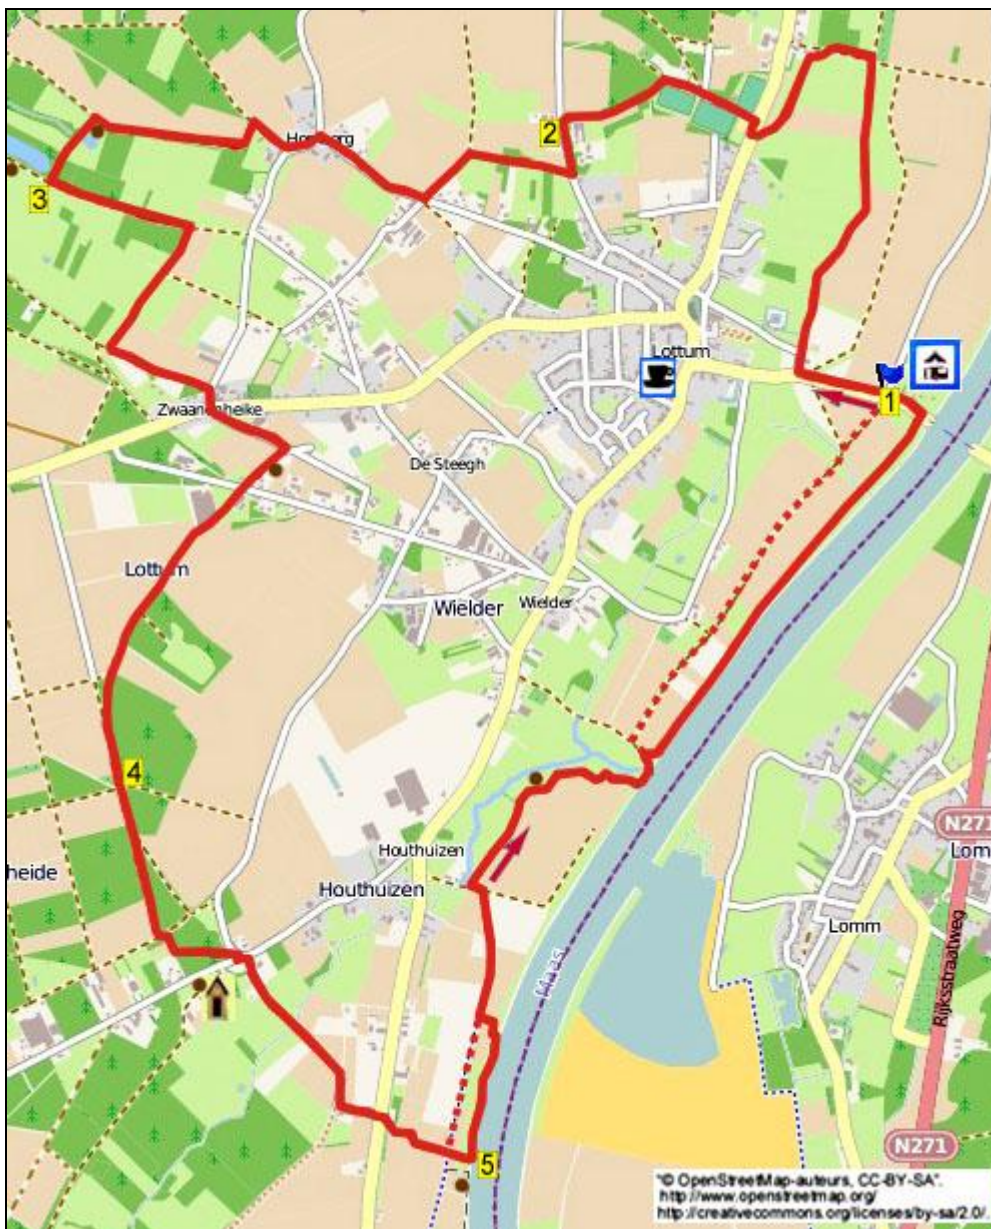 2
3
Lottum
1
De Steegh
Lottum
Wielder
Wielder
4
N271
Houthuizen
heide
Houthuizen
Lom
Lomm
Maas
Rijksstraatweg
N271
5
"© OpenStreetMap-auteurs, CC-BY-SA".
http://www.openstreetmap.org/
http://creativecommons.org/licenses/by-sa/2.0/.